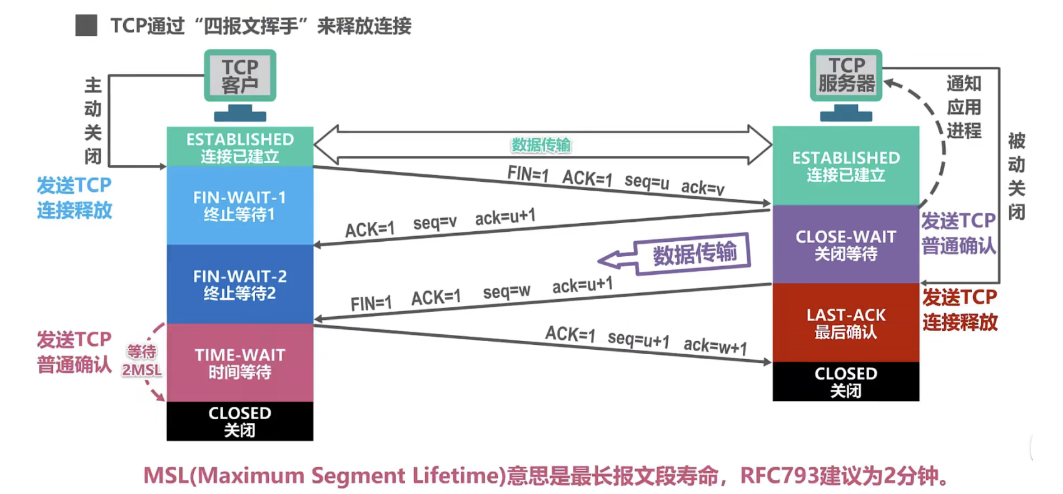 TCP通过“四报文挥手”来释放连接
TCP
客户
TCP
服务器
主动关闭
通知
应用
进程
被动关闭
ESTABLISHED
连接已建立
数据传输
ESTABLISHED
连接已建立
发送TCP
连接释放
FIN-WAIT-1
终止等待1
FIN=1 ACK=1 seq=u ack=v
ACK=1 seq=v ack=u+1
CLOSE-WAIT
关闭等待
发送TCP
普通确认
数据传输
FIN-WAIT-2
终止等待2
FIN=1 ACK=1 seq=w ack=u+1
LAST-ACK
最后确认
发送TCP
连接释放
发送TCP
普通确认
等待
2MSL
TIME-WAIT
时间等待
ACK=1 seq=u+1 ack=w+1
CLOSED
关闭
CLOSED
关闭
MSL(Maximum Segment Lifetime)意思是最长报文段寿命，RFC793建议为2分钟。